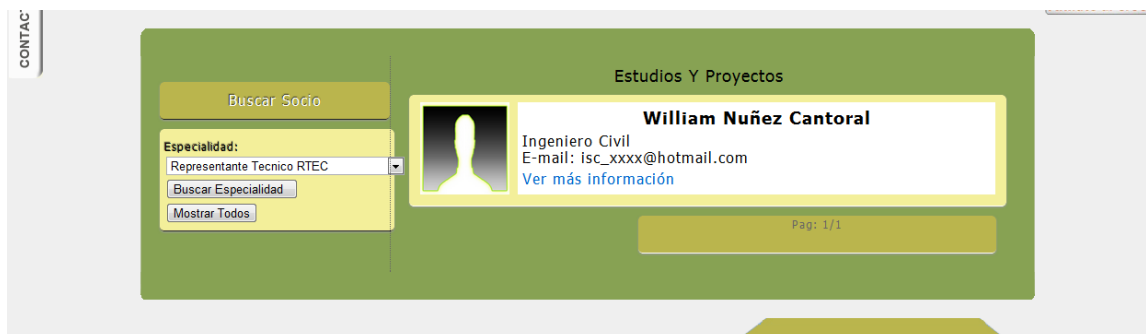 CONTAC
Buscar Socio
Especialidad:
Representante Tecnico RTEC
Buscar Especialidad
Mostrar Todos
Estudios Y Proyectos
William Nuñez Cantoral
Ingeniero Civil
E-mail: isc_xxxx@hotmail.com
Ver más información
Pag: 1/1